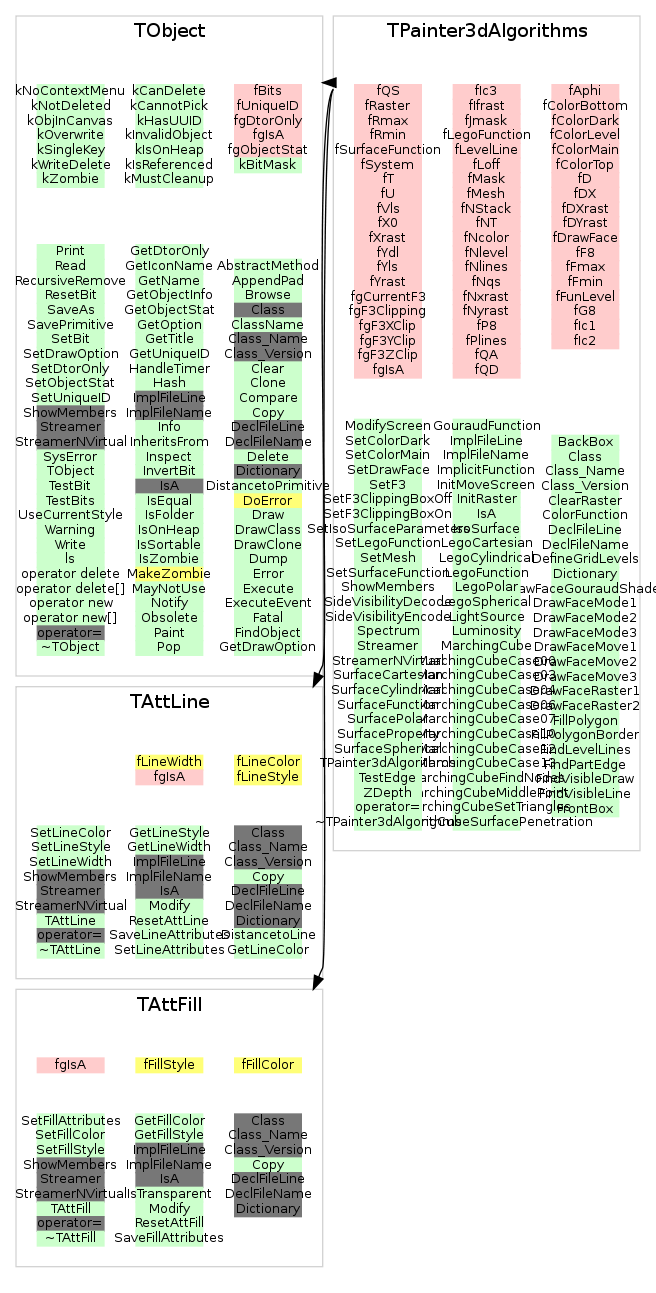 TObject
kNoContextMenu
kNotDeleted
kObjInCanvas
kOverwrite
kSingleKey
kWriteDelete
kZombie
kCanDelete
kCannotPick
kHasUUID
kInvalidObject
kIsOnHeap
kIsReferenced
kMustCleanup
fBits
fUniqueID
fgDtorOnly
fgIsA
fgObjectStat
kBitMask
Print
Read
RecursiveRemove
ResetBit
SaveAs
SavePrimitive
SetBit
SetDrawOption
SetDtorOnly
SetObjectStat
SetUniqueID
ShowMembers
Streamer
StreamerNVirtual
SysError
TObject
TestBit
TestBits
UseCurrentStyle
Warning
Write
ls
operator delete
operator delete[]
operator new
operator new[]
operator=
~TObject
GetDtorOnly
GetIconName
GetName
GetObjectInfo
GetObjectStat
GetOption
GetTitle
GetUniqueID
HandleTimer
Hash
ImplFileLine
ImplFileName
Info
InheritsFrom
Inspect
InvertBit
IsA
IsEqual
IsFolder
IsOnHeap
IsSortable
IsZombie
MakeZombie
MayNotUse
Notify
Obsolete
Paint
Pop
AbstractMethod
AppendPad
Browse
Class
ClassName
Class_Name
Class_Version
Clear
Clone
Compare
Copy
DeclFileLine
DeclFileName
Delete
Dictionary
DistancetoPrimitive
DoError
Draw
DrawClass
DrawClone
Dump
Error
Execute
ExecuteEvent
Fatal
FindObject
GetDrawOption
TAttLine
fLineWidth
fgIsA
fLineColor
fLineStyle
SetLineColor
SetLineStyle
SetLineWidth
ShowMembers
Streamer
StreamerNVirtual
TAttLine
operator=
~TAttLine
GetLineStyle
GetLineWidth
ImplFileLine
ImplFileName
IsA
Modify
ResetAttLine
SaveLineAttributes
SetLineAttributes
Class
Class_Name
Class_Version
Copy
DeclFileLine
DeclFileName
Dictionary
DistancetoLine
GetLineColor
TAttFill
fgIsA
fFillStyle
fFillColor
SetFillAttributes
SetFillColor
SetFillStyle
ShowMembers
Streamer
StreamerNVirtual
TAttFill
operator=
~TAttFill
GetFillColor
GetFillStyle
ImplFileLine
ImplFileName
IsA
IsTransparent
Modify
ResetAttFill
SaveFillAttributes
Class
Class_Name
Class_Version
Copy
DeclFileLine
DeclFileName
Dictionary
TPainter3dAlgorithms
fQS
fRaster
fRmax
fRmin
fSurfaceFunction
fSystem
fT
fU
fVls
fX0
fXrast
fYdl
fYls
fYrast
fgCurrentF3
fgF3Clipping
fgF3XClip
fgF3YClip
fgF3ZClip
fgIsA
fIc3
fIfrast
fJmask
fLegoFunction
fLevelLine
fLoff
fMask
fMesh
fNStack
fNT
fNcolor
fNlevel
fNlines
fNqs
fNxrast
fNyrast
fP8
fPlines
fQA
fQD
fAphi
fColorBottom
fColorDark
fColorLevel
fColorMain
fColorTop
fD
fDX
fDXrast
fDYrast
fDrawFace
fF8
fFmax
fFmin
fFunLevel
fG8
fIc1
fIc2
ModifyScreen
SetColorDark
SetColorMain
SetDrawFace
SetF3
SetF3ClippingBoxOff
SetF3ClippingBoxOn
SetIsoSurfaceParameters
SetLegoFunction
SetMesh
SetSurfaceFunction
ShowMembers
SideVisibilityDecode
SideVisibilityEncode
Spectrum
Streamer
StreamerNVirtual
SurfaceCartesian
SurfaceCylindrical
SurfaceFunction
SurfacePolar
SurfaceProperty
SurfaceSpherical
TPainter3dAlgorithms
TestEdge
ZDepth
operator=
~TPainter3dAlgorithms
GouraudFunction
ImplFileLine
ImplFileName
ImplicitFunction
InitMoveScreen
InitRaster
IsA
IsoSurface
LegoCartesian
LegoCylindrical
LegoFunction
LegoPolar
LegoSpherical
LightSource
Luminosity
MarchingCube
MarchingCubeCase00
MarchingCubeCase03
MarchingCubeCase04
MarchingCubeCase06
MarchingCubeCase07
MarchingCubeCase10
MarchingCubeCase12
MarchingCubeCase13
MarchingCubeFindNodes
MarchingCubeMiddlePoint
MarchingCubeSetTriangles
CubeSurfacePenetration
BackBox
Class
Class_Name
Class_Version
ClearRaster
ColorFunction
DeclFileLine
DeclFileName
DefineGridLevels
Dictionary
awFaceGouraudShade
DrawFaceMode1
DrawFaceMode2
DrawFaceMode3
DrawFaceMove1
DrawFaceMove2
DrawFaceMove3
DrawFaceRaster1
DrawFaceRaster2
FillPolygon
FillPolygonBorder
FindLevelLines
FindPartEdge
FindVisibleDraw
FindVisibleLine
FrontBox